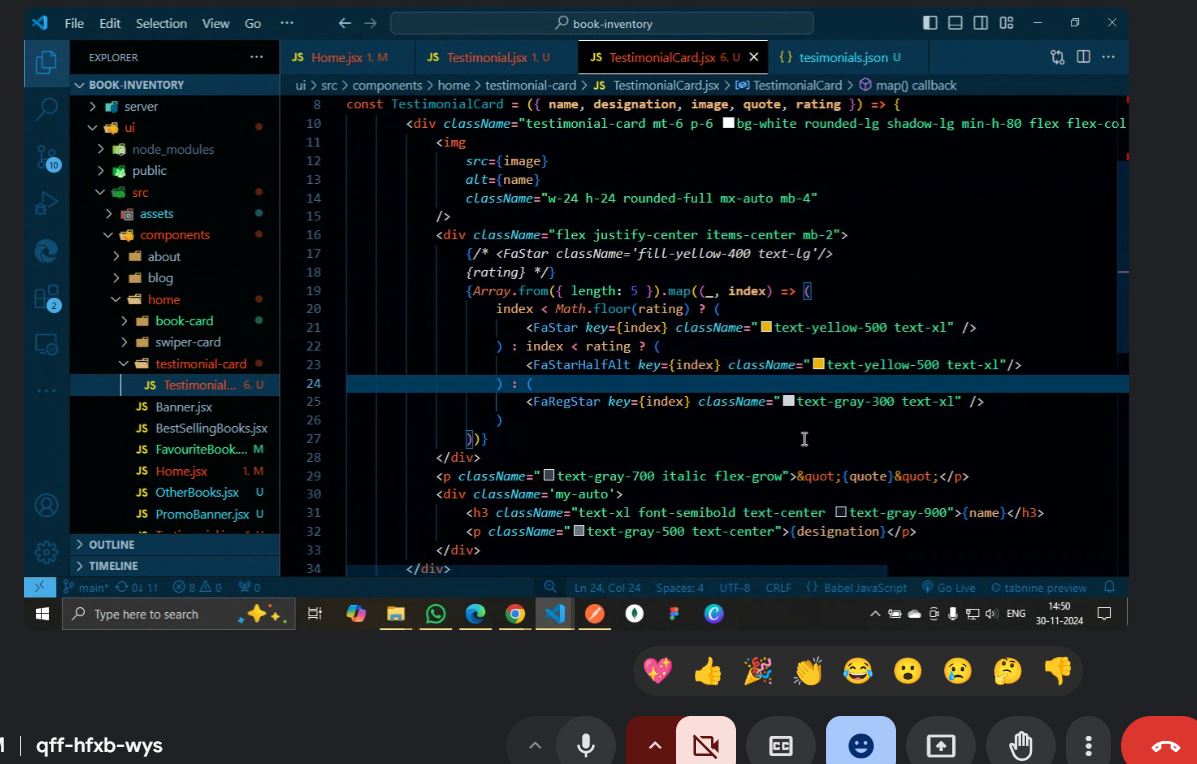 File Edit Selection View Go ··· book-inventory
EXPLORER ···
JS Home.jsx 1, M JS Testimonial.jsx 1, U JS TestimonialCard.jsx 6, U {} tesimonials.json U ···
BOOK-INVENTORY
ui > src > components > home > testimonial-card > JS TestimonialCard.jsx > TestimonialCard > map() callback
server
ui
node_modules
public
src
assets
components
about
blog
home
book-card
swiper-card
testimonial-card
JS Testimonial... 6, U
JS Banner.jsx
JS BestSellingBooks.jsx
JS FavouriteBook.... M
JS Home.jsx 1, M
JS OtherBooks.jsx U
JS PromoBanner.jsx U
OUTLINE
TIMELINE
8 const TestimonialCard = ({ name, designation, image, quote, rating }) => {
10 <div className="testimonial-card mt-6 p-6 bg-white rounded-lg shadow-lg min-h-80 flex flex-col
11 <img
12 src={image}
13 alt={name}
14 className="w-24 h-24 rounded-full mx-auto mb-4"
15 />
16 <div className="flex justify-center items-center mb-2">
17 {/* <FaStar className='fill-yellow-400 text-lg'/>
18 {rating} */}
19 {Array.from({ length: 5 }).map((_, index) => (
20 index < Math.floor(rating) ? (
21 <FaStar key={index} className="text-yellow-500 text-xl" />
22 ) : index < rating ? (
23 <FaStarHalfAlt key={index} className="text-yellow-500 text-xl"/>
24 ) : (
25 <FaRegStar key={index} className="text-gray-300 text-xl" />
26 )
27 ))}
28 </div>
29 <p className="text-gray-700 italic flex-grow">&quot;{quote}&quot;</p>
30 <div className='my-auto'>
31 <h3 className="text-xl font-semibold text-center text-gray-900">{name}</h3>
32 <p className="text-gray-500 text-center">{designation}</p>
33 </div>
34 </div>
main* 0↓ 1↑ 8 0 0 Ln 24, Col 24 Spaces: 4 UTF-8 CRLF {} Babel JavaScript Go Live tabnine preview
Type here to search
ENG
14:50
30-11-2024
qff-hfxb-wys
CC